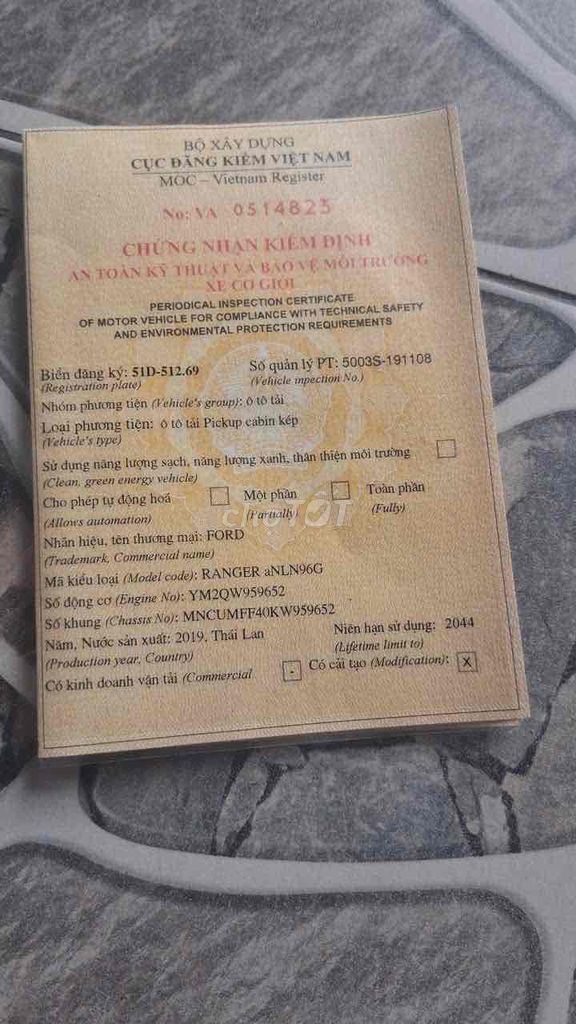 BỘ XÂY DỰNG
CỤC ĐĂNG KIỂM VIỆT NAM
MOC – Vietnam Register
No: VA 0514823
CHỨNG NHẬN KIỂM ĐỊNH
AN TOÀN KỸ THUẬT VÀ BẢO VỆ MÔI TRƯỜNG
XE CƠ GIỚI
PERIODICAL INSPECTION CERTIFICATE
OF MOTOR VEHICLE FOR COMPLIANCE WITH TECHNICAL SAFETY
AND ENVIRONMENTAL PROTECTION REQUIREMENTS
Biển đăng ký: 51D-512.69 Số quản lý PT: 5003S-191108
(Registration plate) (Vehicle inpection No.)
Nhóm phương tiện (Vehicle's group): ô tô tải
Loại phương tiện: ô tô tải Pickup cabin kép
(Vehicle's type)
Sử dụng năng lượng sạch, năng lượng xanh, thân thiện môi trường
(Clean, green energy vehicle)
Cho phép tự động hoá Một phần Toàn phần
(Allows automation) (Partially) (Fully)
chợ TỐT
Nhãn hiệu, tên thương mại: FORD
(Trademark, Commercial name)
Mã kiểu loại (Model code): RANGER aNLN96G
Số động cơ (Engine No): YM2QW959652
Số khung (Chassis No): MNCUMFF40KW959652
Năm, Nước sản xuất: 2019, Thái Lan Niên hạn sử dụng: 2044
(Production year, Country) (Lifetime limit to)
Có kinh doanh vận tải (Commercial - Có cải tạo (Modification): X